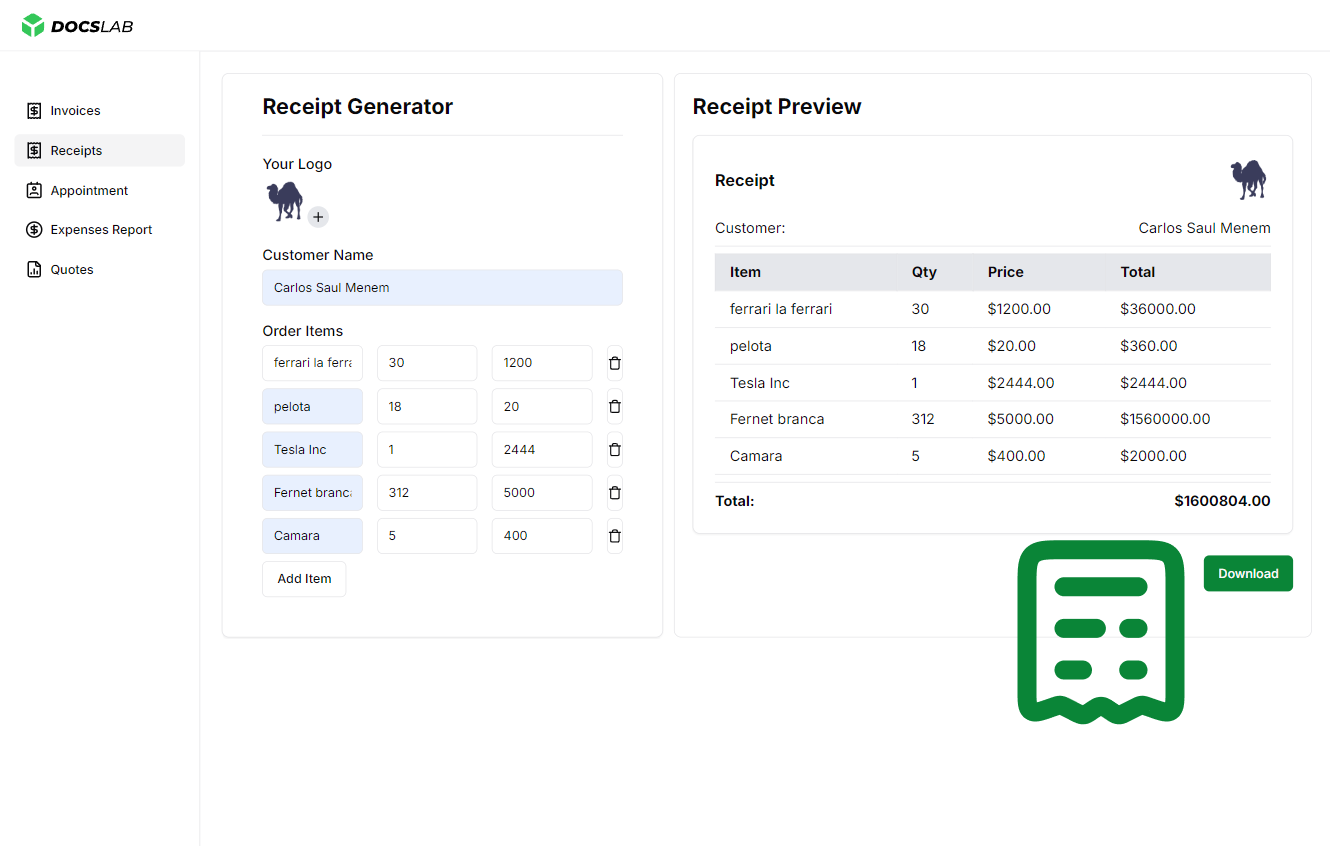 DOCSLAB
Invoices
Receipts
Appointment
Expenses Report
Quotes
Receipt Generator
Your Logo
Customer Name
Carlos Saul Menem
Order Items
ferrari la ferra 30 1200
pelota 18 20
Tesla Inc 1 2444
Fernet branca 312 5000
Camara 5 400
Add Item
Receipt Preview
Receipt
Customer: Carlos Saul Menem
Item Qty Price Total
ferrari la ferrari 30 $1200.00 $36000.00
pelota 18 $20.00 $360.00
Tesla Inc 1 $2444.00 $2444.00
Fernet branca 312 $5000.00 $1560000.00
Camara 5 $400.00 $2000.00
Total: $1600804.00
Download